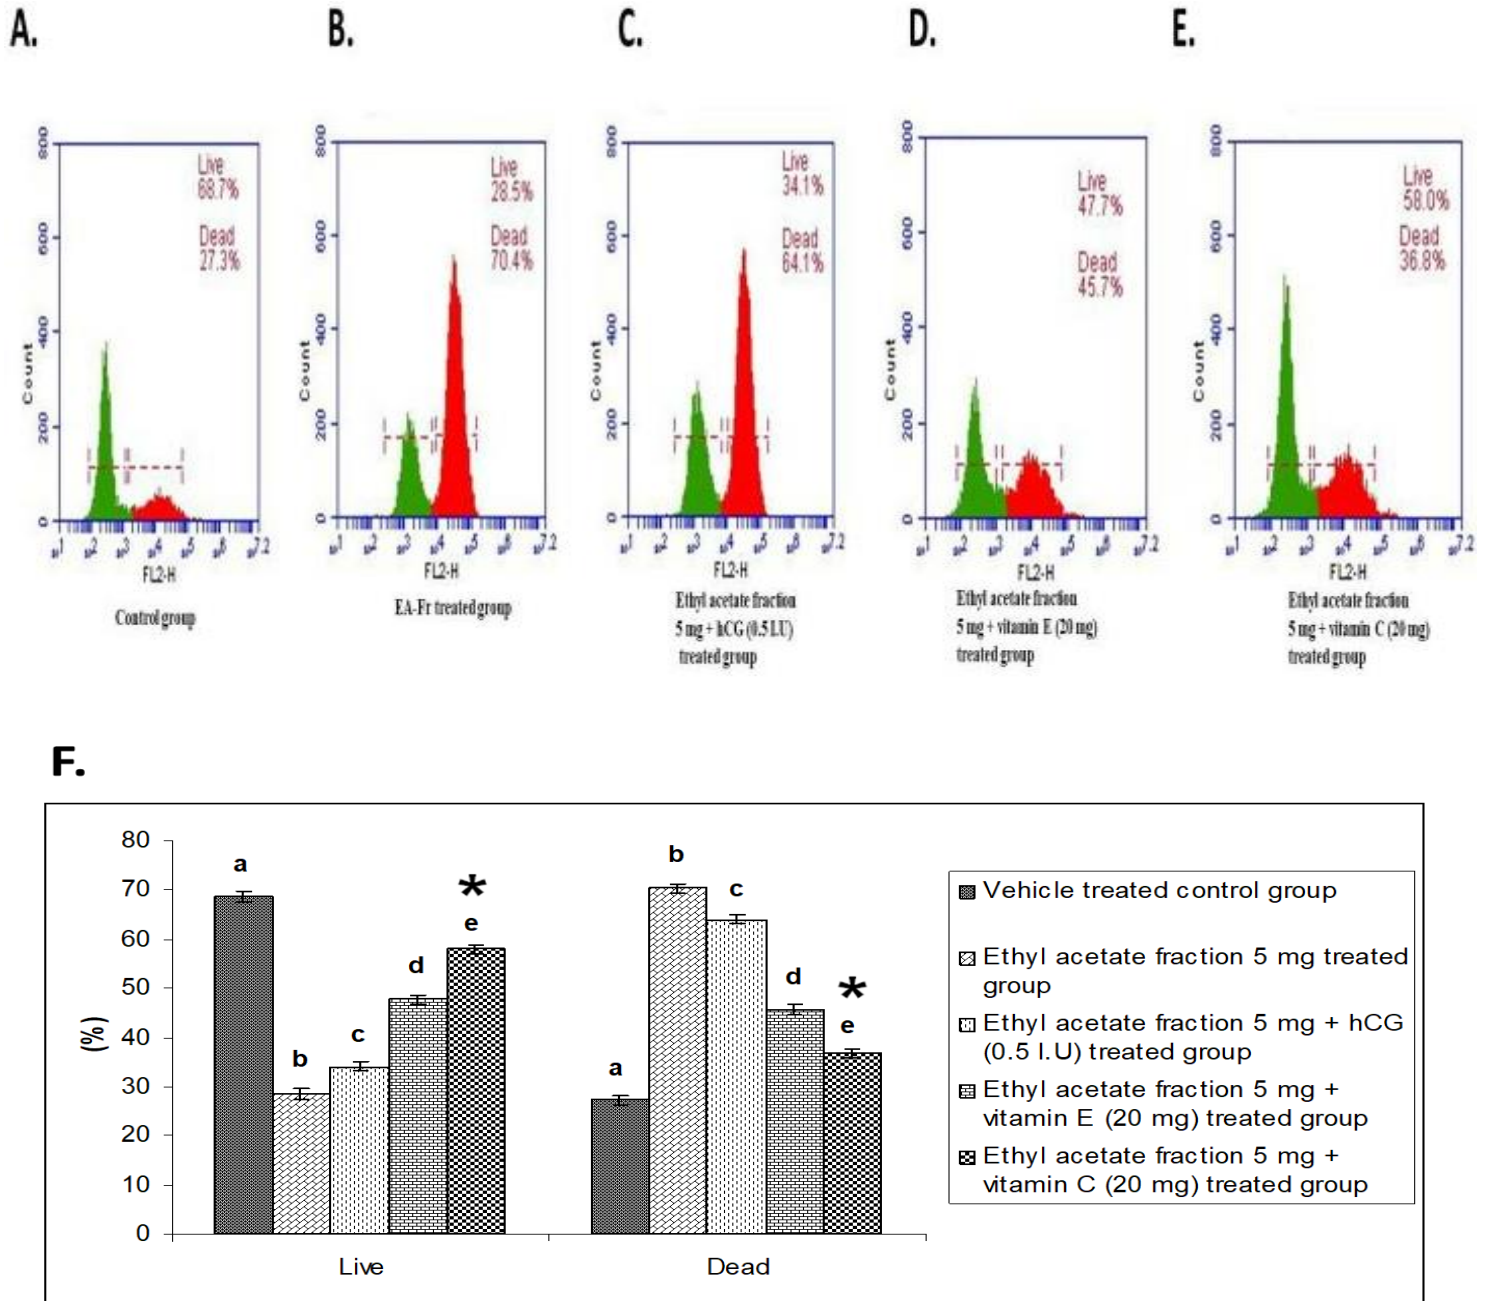 A.
B.
C.
D.
E.
Live
68.7%
Dead
27.3%
800
600
400
200
0
Count
FL2-H
Control group
Live
28.5%
Dead
70.4%
800
600
400
200
0
Count
FL2-H
EA-Fr treated group
Live
34.1%
Dead
64.1%
800
600
400
200
0
Count
FL2-H
Ethyl acetate fraction
5 mg + hCG (0.5 I.U)
treated group
Live
47.7%
Dead
45.7%
800
600
400
200
0
Count
FL2-H
Ethyl acetate fraction
5 mg + vitamin E (20 mg)
treated group
Live
58.0%
Dead
36.8%
800
600
400
200
0
Count
FL2-H
Ethyl acetate fraction
5 mg + vitamin C (20 mg)
treated group
F.
80
70
60
50
40
30
20
10
0
(%)
a
b
c
d
*
e
a
b
c
d
*
e
Live
Dead
Vehicle treated control group
Ethyl acetate fraction 5 mg treated
group
Ethyl acetate fraction 5 mg + hCG
(0.5 I.U) treated group
Ethyl acetate fraction 5 mg +
vitamin E (20 mg) treated group
Ethyl acetate fraction 5 mg +
vitamin C (20 mg) treated group